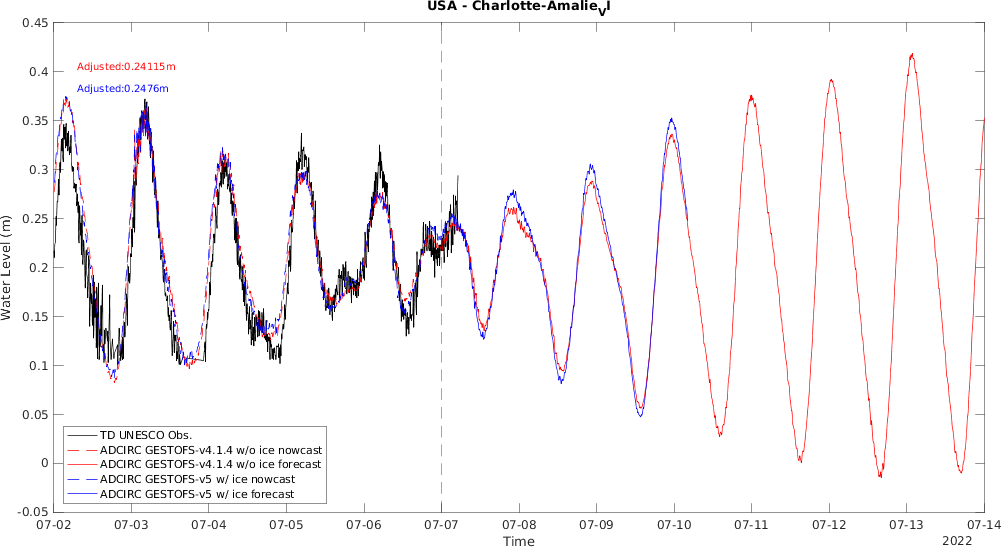 USA - Charlotte-Amalie_VI
0.45
0.4
0.35
0.3
0.25
0.2
0.15
0.1
0.05
0
-0.05
Water Level (m)
Adjusted:0.24115m
Adjusted:0.2476m
TD UNESCO Obs.
ADCIRC GESTOFS-v4.1.4 w/o ice nowcast
ADCIRC GESTOFS-v4.1.4 w/o ice forecast
ADCIRC GESTOFS-v5 w/ ice nowcast
ADCIRC GESTOFS-v5 w/ ice forecast
07-02 07-03 07-04 07-05 07-06 07-07 07-08 07-09 07-10 07-11 07-12 07-13 07-14
Time
2022